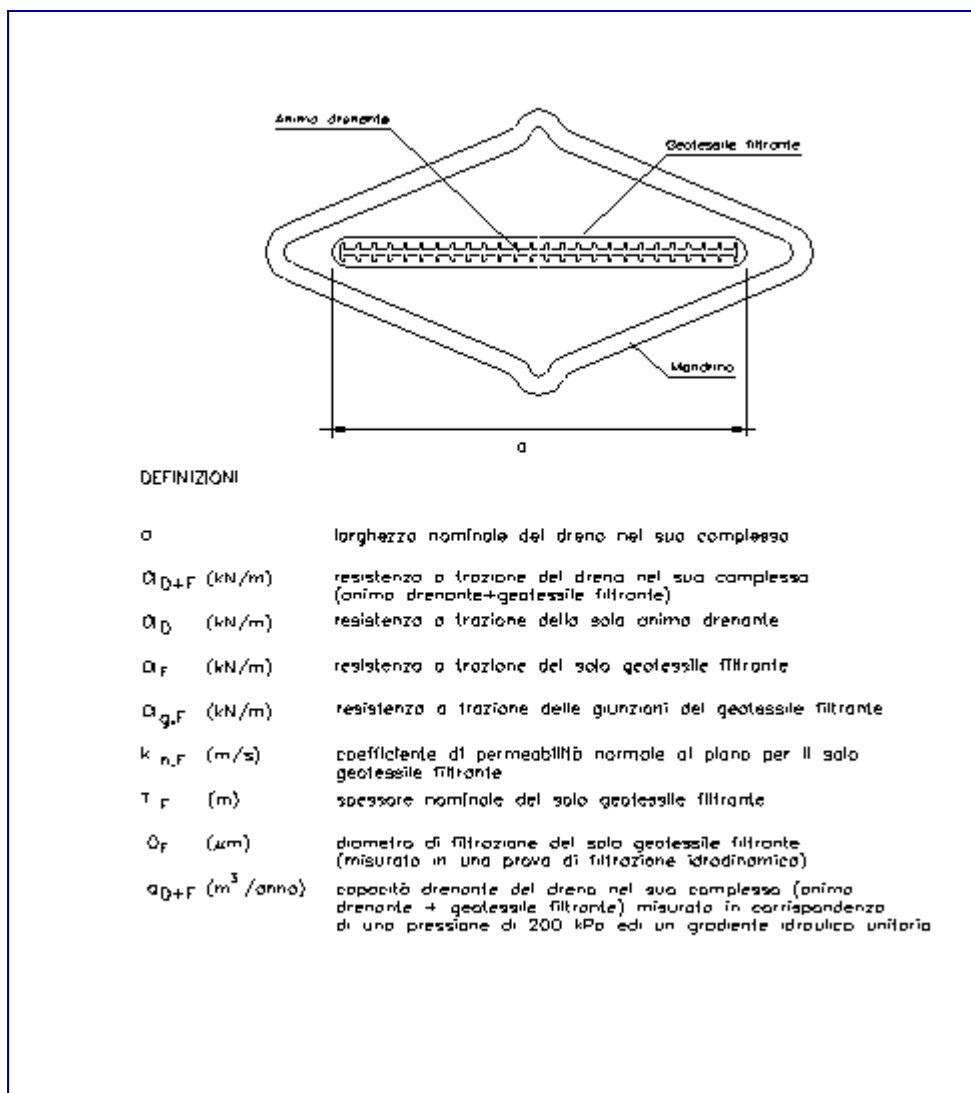 Anima drenante
Geotessile filtrante
Mandrino
a
DEFINIZIONI
a larghezza nominale del dreno nel suo complesso
α D+F (kN/m) resistenza a trazione del dreno nel suo complesso
(anima drenante+geotessile filtrante)
α D (kN/m) resistenza a trazione della sola anima drenante
α F (kN/m) resistenza a trazione del solo geotessile filtrante
α g,F (kN/m) resistenza a trazione delle giunzioni del geotessile filtrante
k n,F (m/s) coefficiente di permeabilità normale al piano per il solo
geotessile filtrante
T F (m) spessore nominale del solo geotessile filtrante
O F (μm) diametro di filtrazione del solo geotessile filtrante
(misurato in una prova di filtrazione idrodinamica)
q D+F (m³/anno) capacità drenante del dreno nel suo complesso (anima
drenante + geotessile filtrante) misurata in corrispondenza
di una pressione di 200 kPa ed di un gradiente idraulico unitario